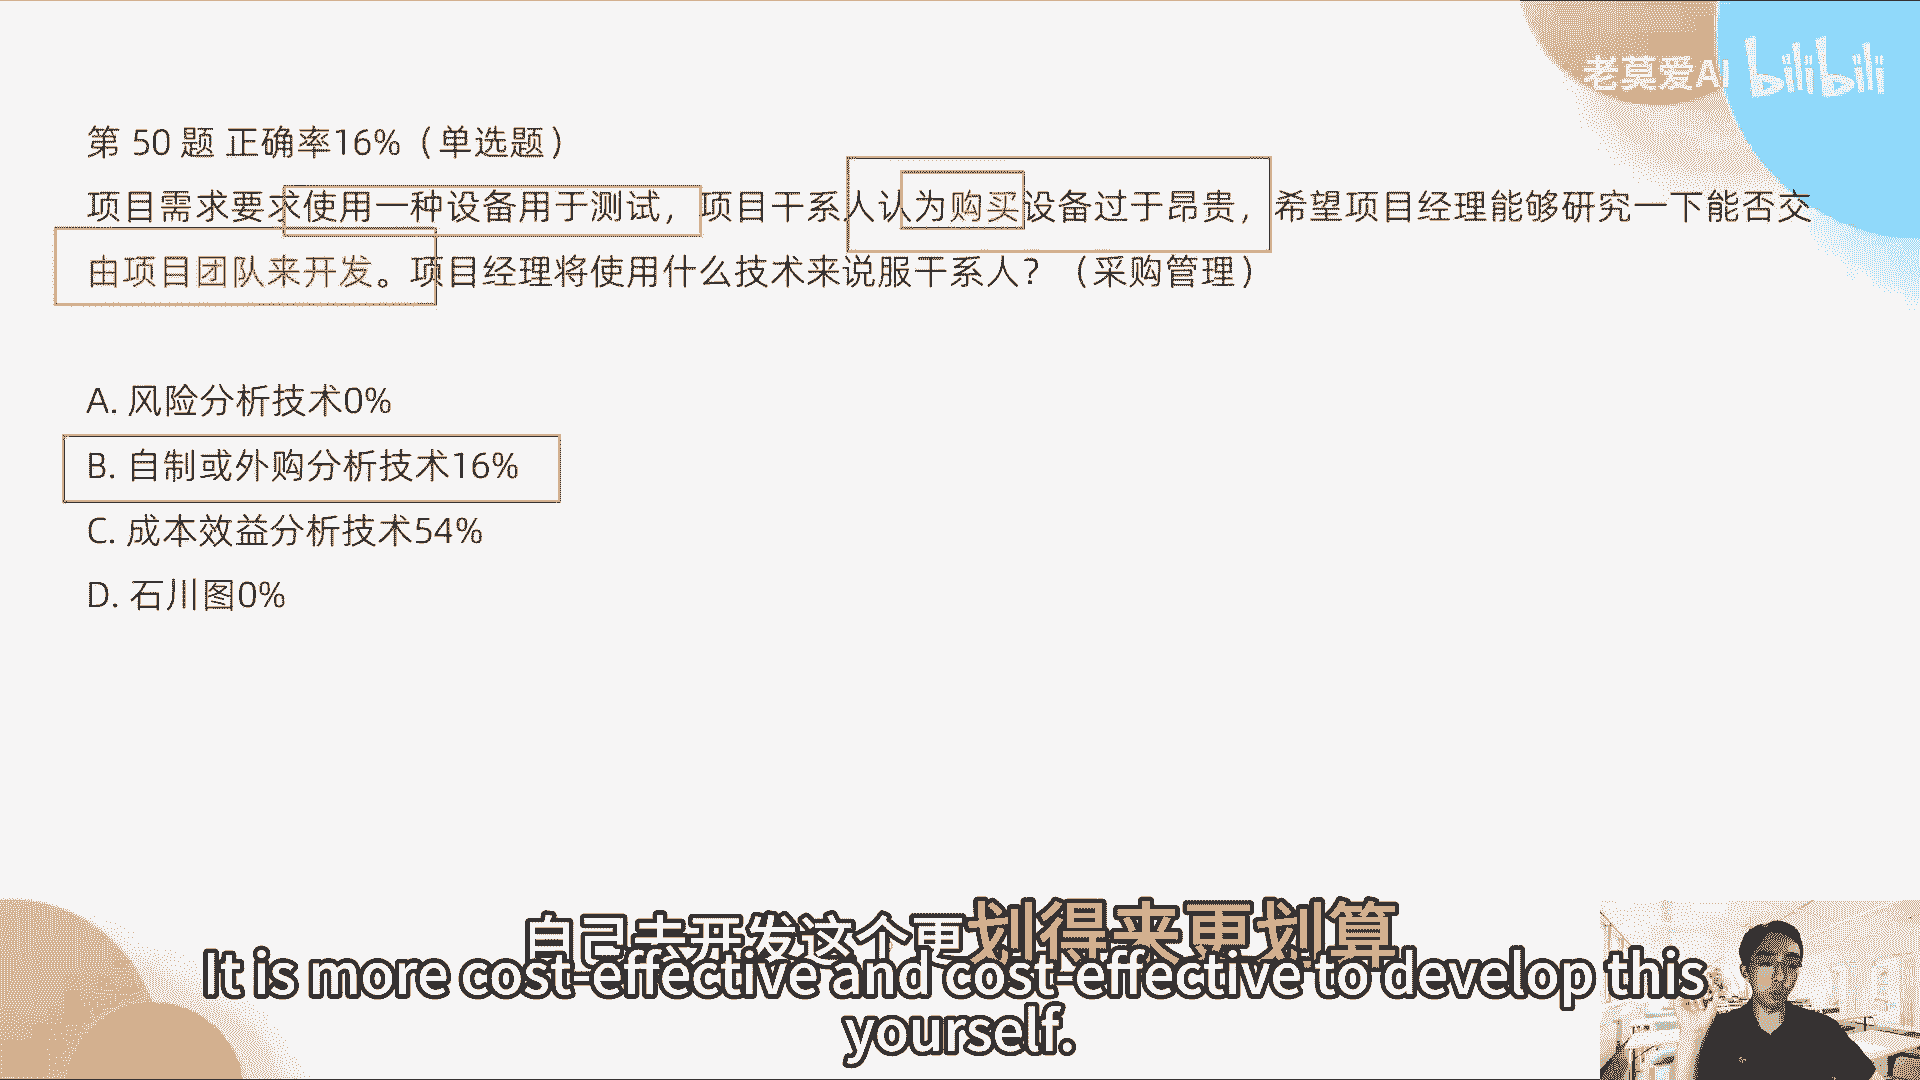 老莫爱AI bilibili
第 50 题 正确率16%（单选题）
项目需求要求使用一种设备用于测试，项目干系人认为购买设备过于昂贵，希望项目经理能够研究一下能否交
由项目团队来开发。项目经理将使用什么技术来说服干系人？（采购管理）
A. 风险分析技术0%
B. 自制或外购分析技术16%
C. 成本效益分析技术54%
D. 石川图0%
自己去开发这个更划得来更划算
It is more cost-effective and cost-effective to develop this
yourself.